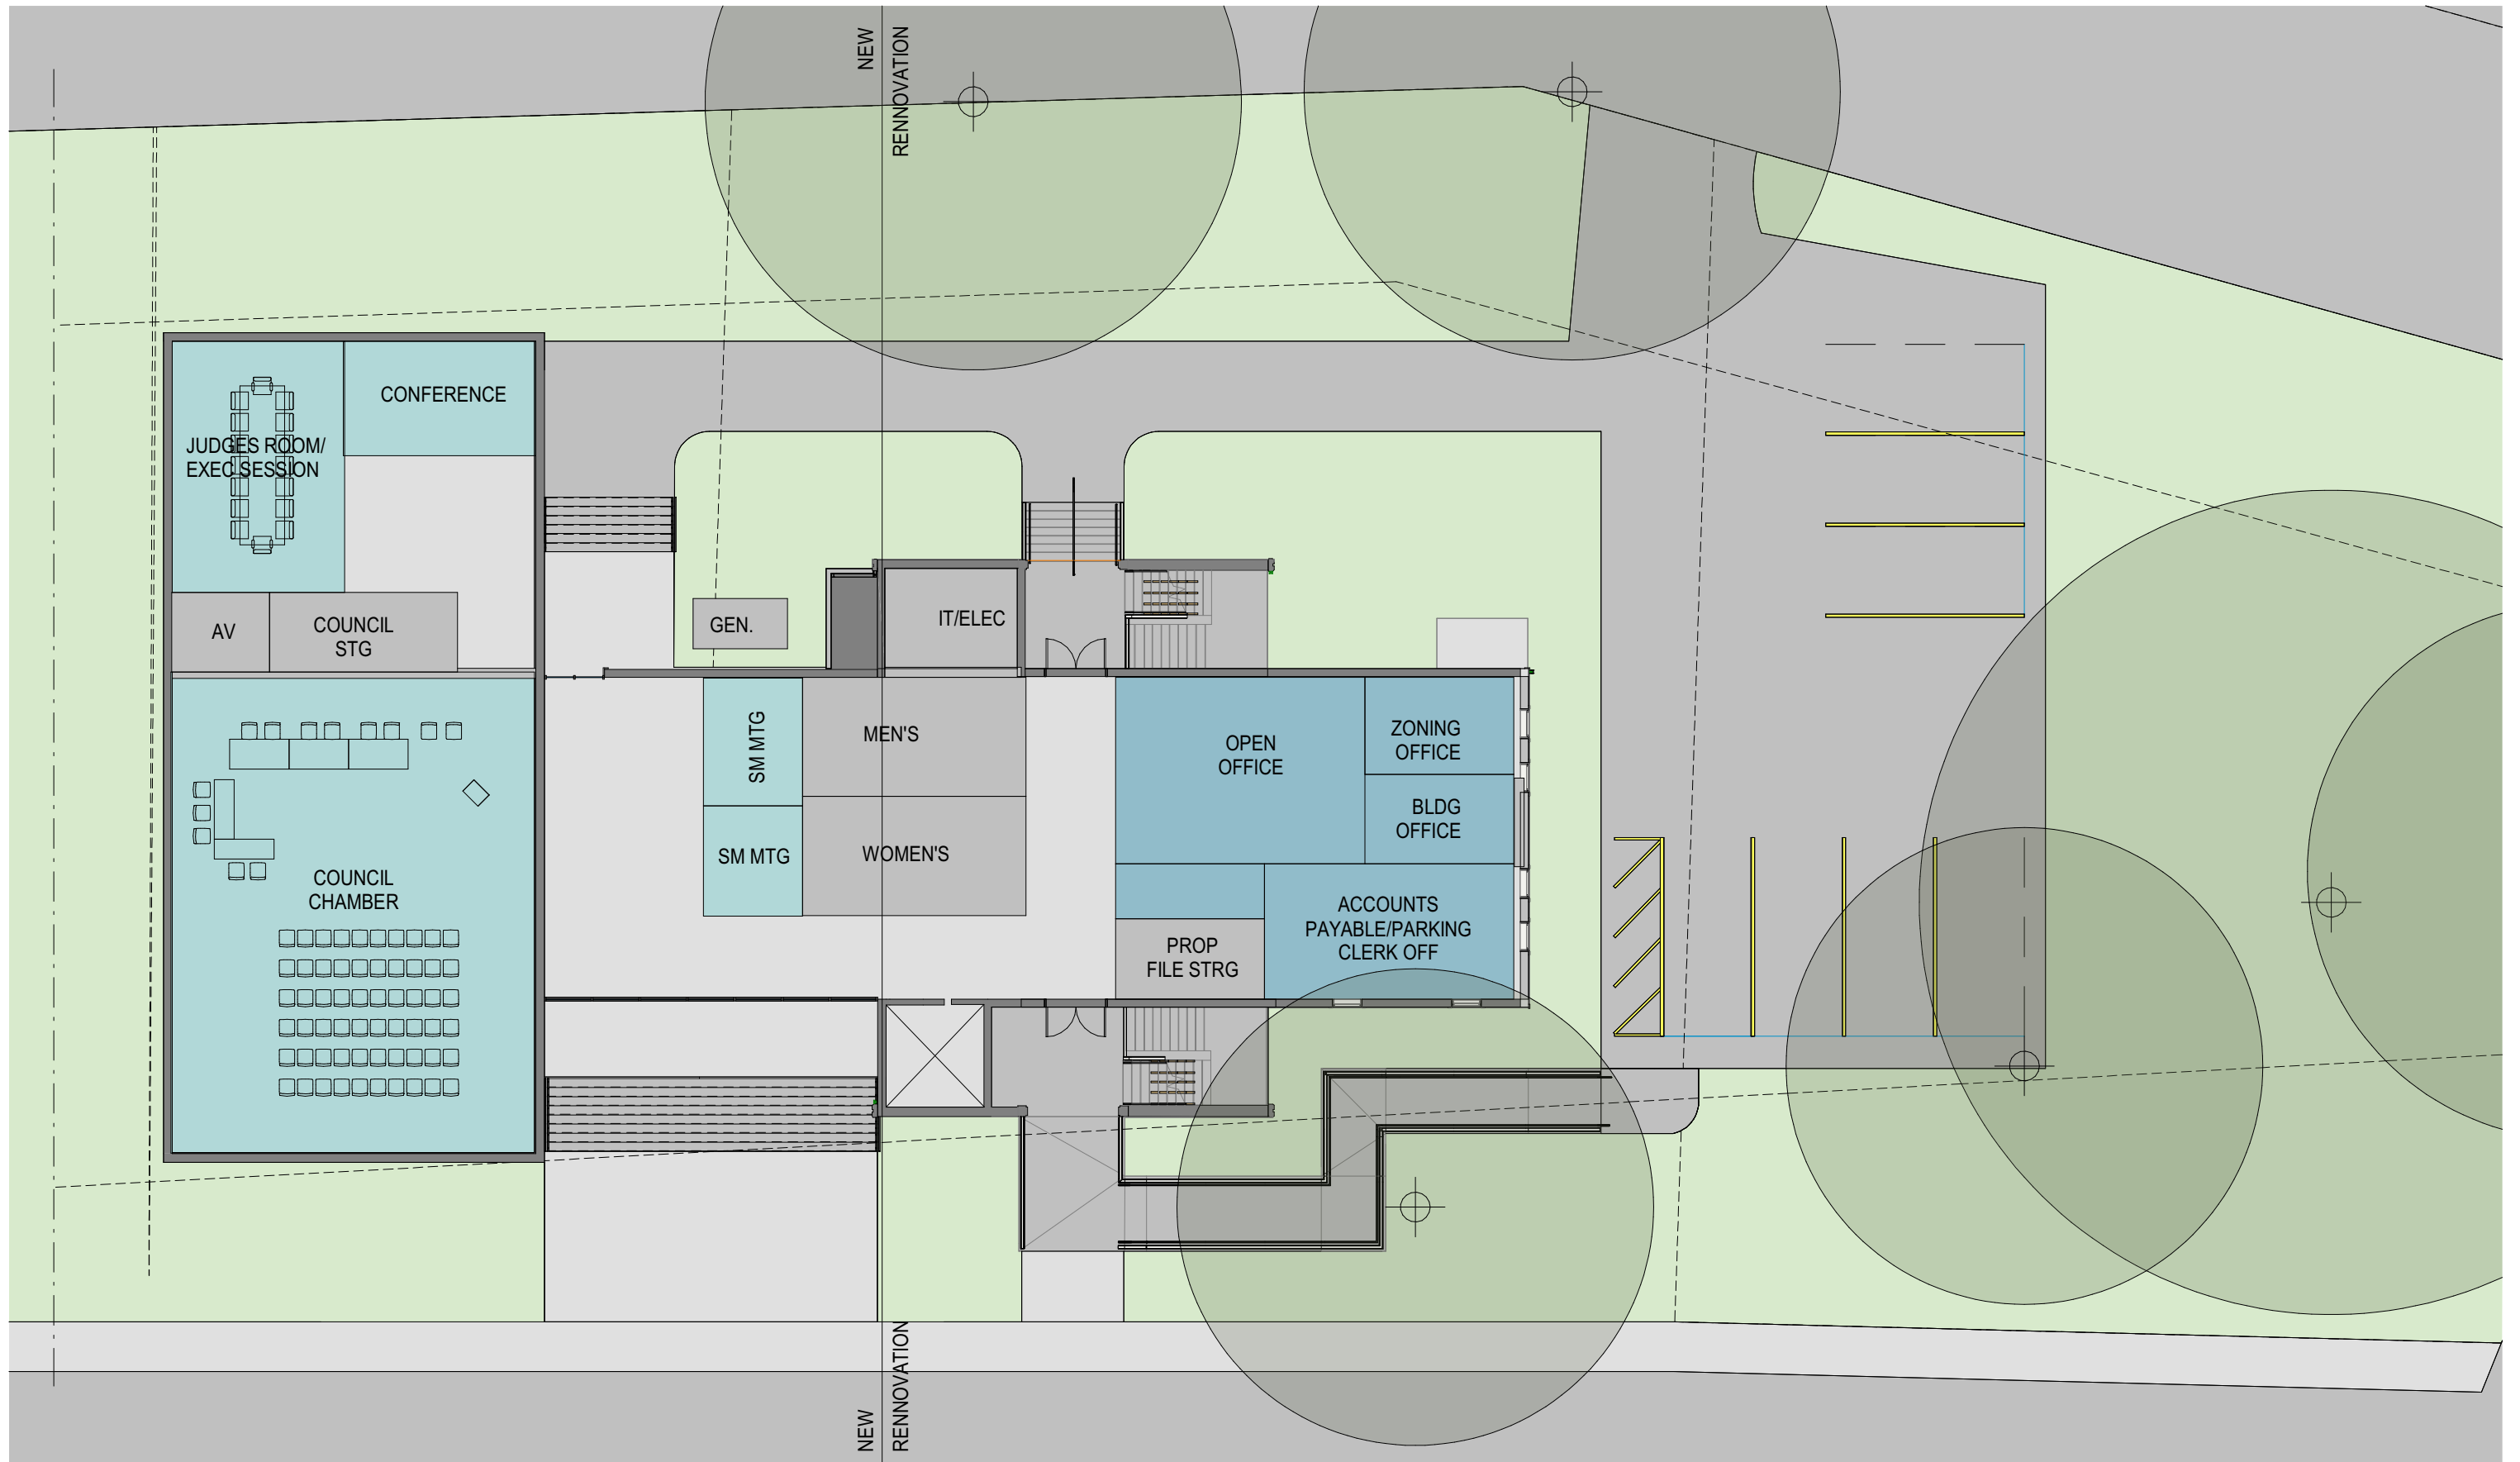 NEW
RENNOVATION
CONFERENCE
JUDGES ROOM/
EXEC SESSION
AV
COUNCIL
STG
GEN.
IT/ELEC
SM MTG
MEN'S
OPEN
OFFICE
ZONING
OFFICE
BLDG
OFFICE
SM MTG
WOMEN'S
COUNCIL
CHAMBER
ACCOUNTS
PAYABLE/PARKING
CLERK OFF
PROP
FILE STRG
NEW
RENNOVATION